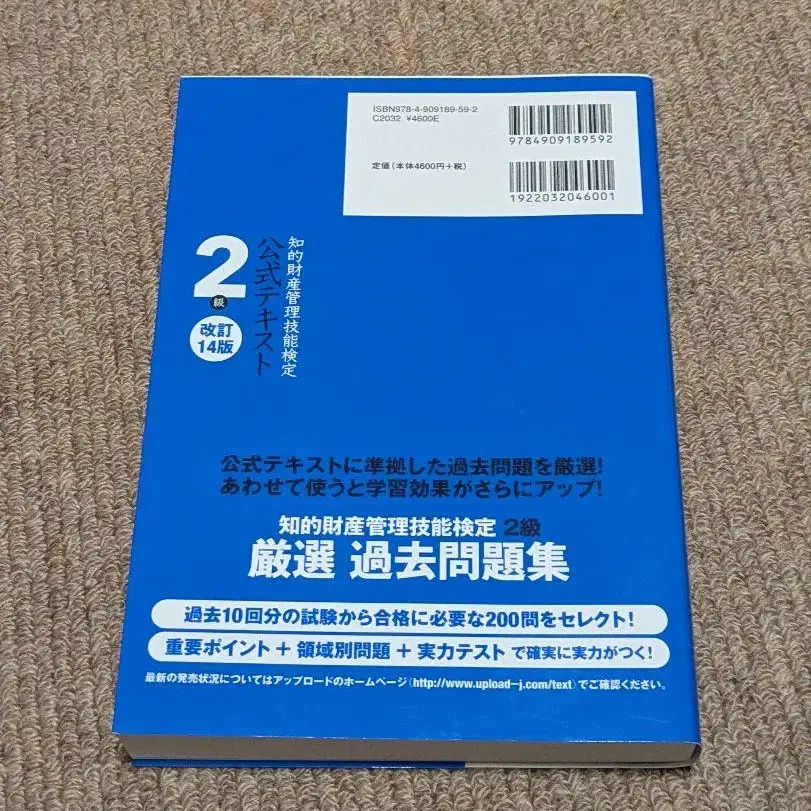 ISBN978-4-909189-59-2
C2032 ¥4600E
定価(本体4600円+税)
9784909189592
1922032046001
知的財産管理技能検定
公式テキスト
2
級
改訂
14版
公式テキストに準拠した過去問題を厳選!
あわせて使うと学習効果がさらにアップ!
知的財産管理技能検定 2級
厳選 過去問題集
過去10回分の試験から合格に必要な200問をセレクト!
重要ポイント + 領域別問題 + 実力テスト で確実に実力がつく!
最新の発売状況についてはアップロードのホームページ(http://www.upload-j.com/text)でご確認ください。